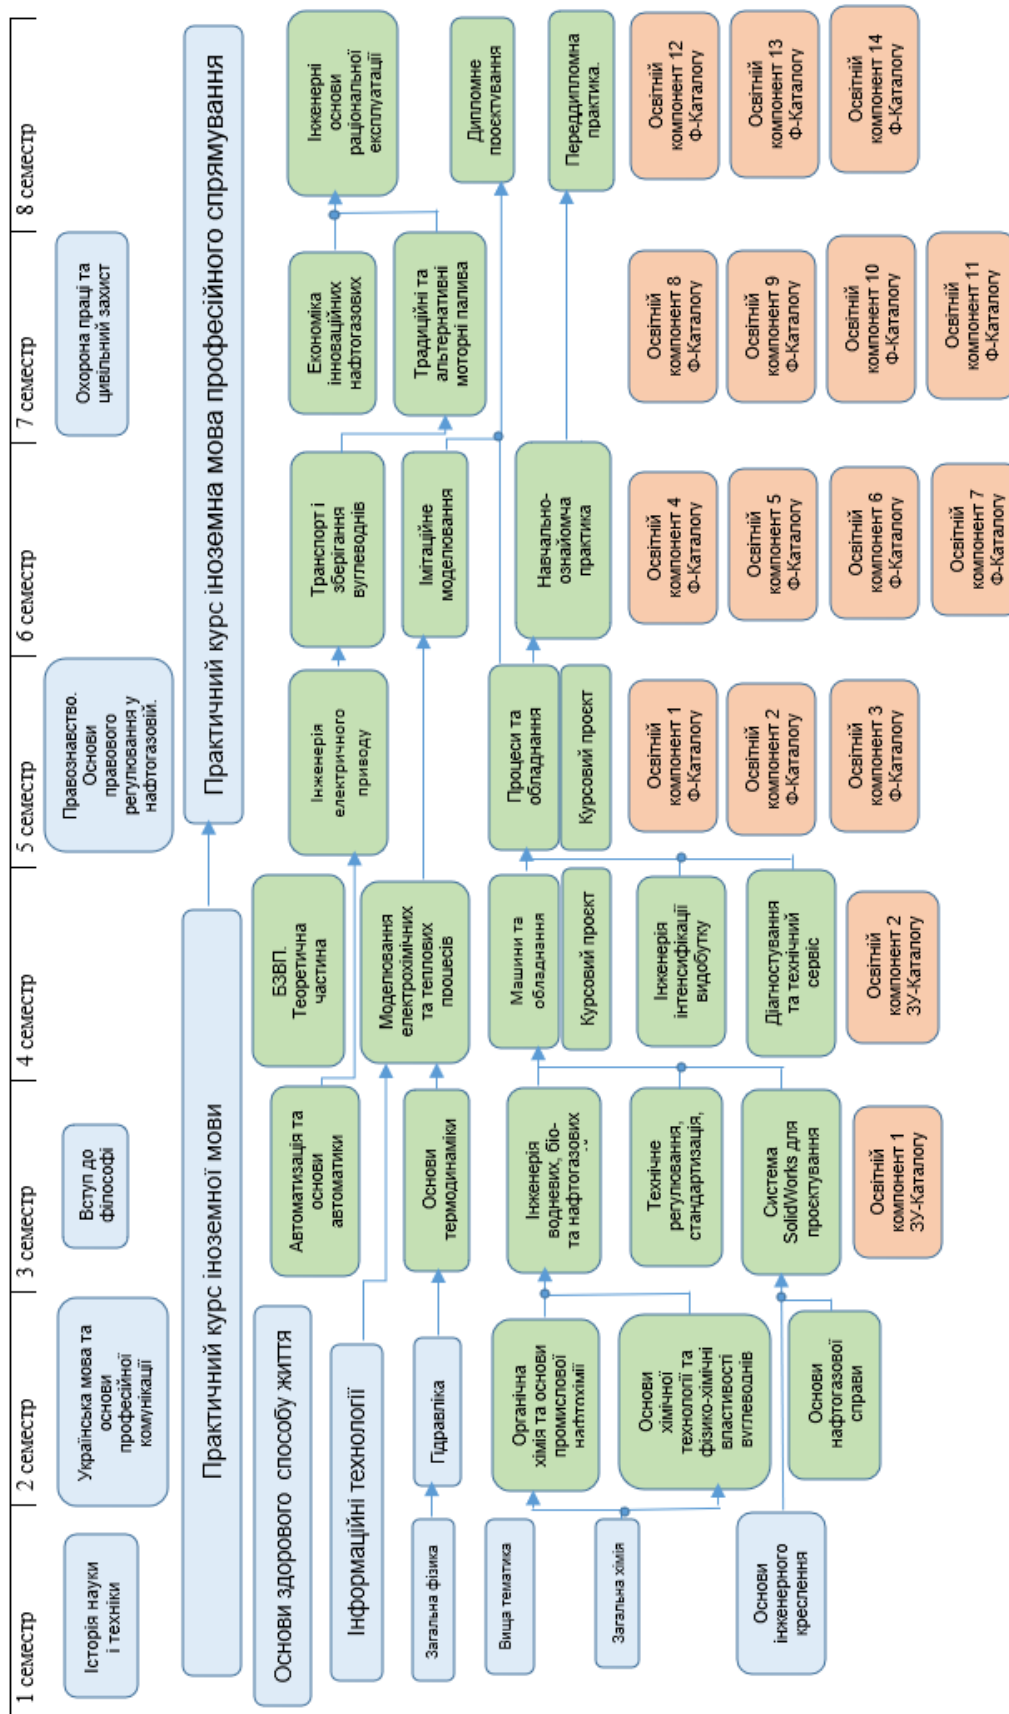 1 семестр
2 семестр
3 семестр
4 семестр
5 семестр
6 семестр
7 семестр
8 семестр
Історія науки
і техніки
Українська мова та
основи
професійної
комунікації
Вступ до
філософі
Правознавство.
Основи
правового
регулювання у
нафтогазовій.
Охорона праці та
цивільний захист
Практичний курс іноземної мови
Практичний курс іноземна мова професійного спрямування
Основи здорового способу життя
БЗВП.
Теоретична
частина
Автоматизація та
основи
автоматики
Інженерія
електричного
приводу
Транспорт і
зберігання
вуглеводнів
Економіка
інноваційних
нафтогазових
Інженерні
основи
раціональної
експлуатації
Інформаційні технології
Моделювання
електрохімічних
та теплових
процесів
Традиційні та
альтернативні
моторні палива
Загальна фізика
Гідравліка
Основи
термодинаміки
Імітаційне
моделювання
Дипломне
проєктування
Вища тематика
Органічна
хімія та основи
промислової
нафтохімії
Інженерія
водневих, біо-
та нафтогазових
Машини та
обладнання
Курсовий проєкт
Процеси та
обладнання
Курсовий проєкт
Навчально-
ознайомча
практика
Переддипломна
практика.
Загальна хімія
Основи
хімічної
технології та
фізико-хімічні
властивості
вуглеводнів
Технічне
регулювання,
стандартизація,
Інженерія
інтенсифікації
видобутку
Освітній
компонент 1
Ф-Каталогу
Освітній
компонент 4
Ф-Каталогу
Освітній
компонент 8
Ф-Каталогу
Освітній
компонент 12
Ф-Каталогу
Основи
інженерного
креслення
Основи
нафтогазової
справи
Система
SolidWorks для
проєктування
Діагностування
та технічний
сервіс
Освітній
компонент 2
Ф-Каталогу
Освітній
компонент 5
Ф-Каталогу
Освітній
компонент 9
Ф-Каталогу
Освітній
компонент 13
Ф-Каталогу
Освітній
компонент 1
ЗУ-Каталогу
Освітній
компонент 2
ЗУ-Каталогу
Освітній
компонент 3
Ф-Каталогу
Освітній
компонент 6
Ф-Каталогу
Освітній
компонент 10
Ф-Каталогу
Освітній
компонент 14
Ф-Каталогу
Освітній
компонент 7
Ф-Каталогу
Освітній
компонент 11
Ф-Каталогу